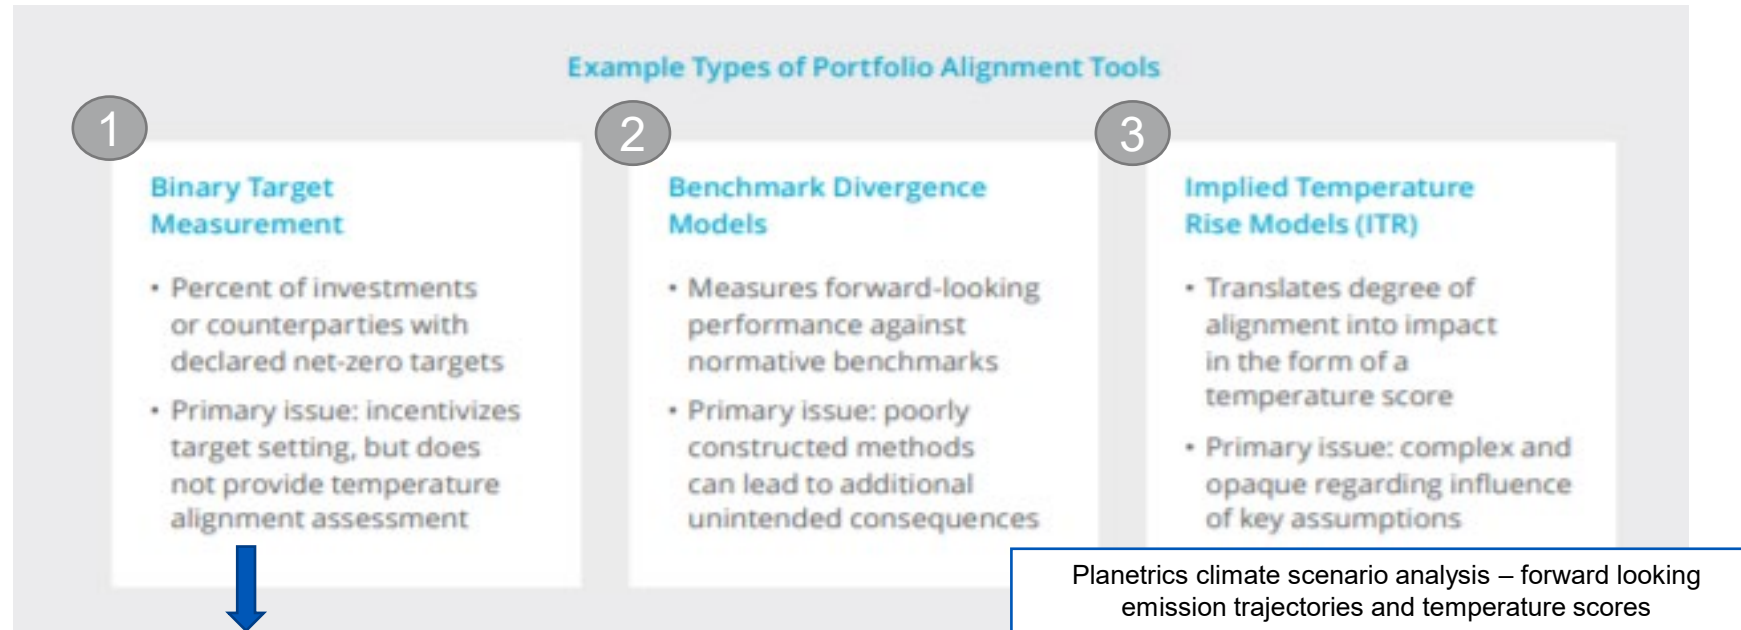 Example Types of Portfolio Alignment Tools
1
Binary Target
Measurement
• Percent of investments
or counterparties with
declared net-zero targets
• Primary issue: incentivizes
target setting, but does
not provide temperature
alignment assessment
2
Benchmark Divergence
Models
• Measures forward-looking
performance against
normative benchmarks
• Primary issue: poorly
constructed methods
can lead to additional
unintended consequences
3
Implied Temperature
Rise Models (ITR)
• Translates degree of
alignment into impact
in the form of a
temperature score
• Primary issue: complex and
opaque regarding influence
of key assumptions
Planetrics climate scenario analysis – forward looking
emission trajectories and temperature scores